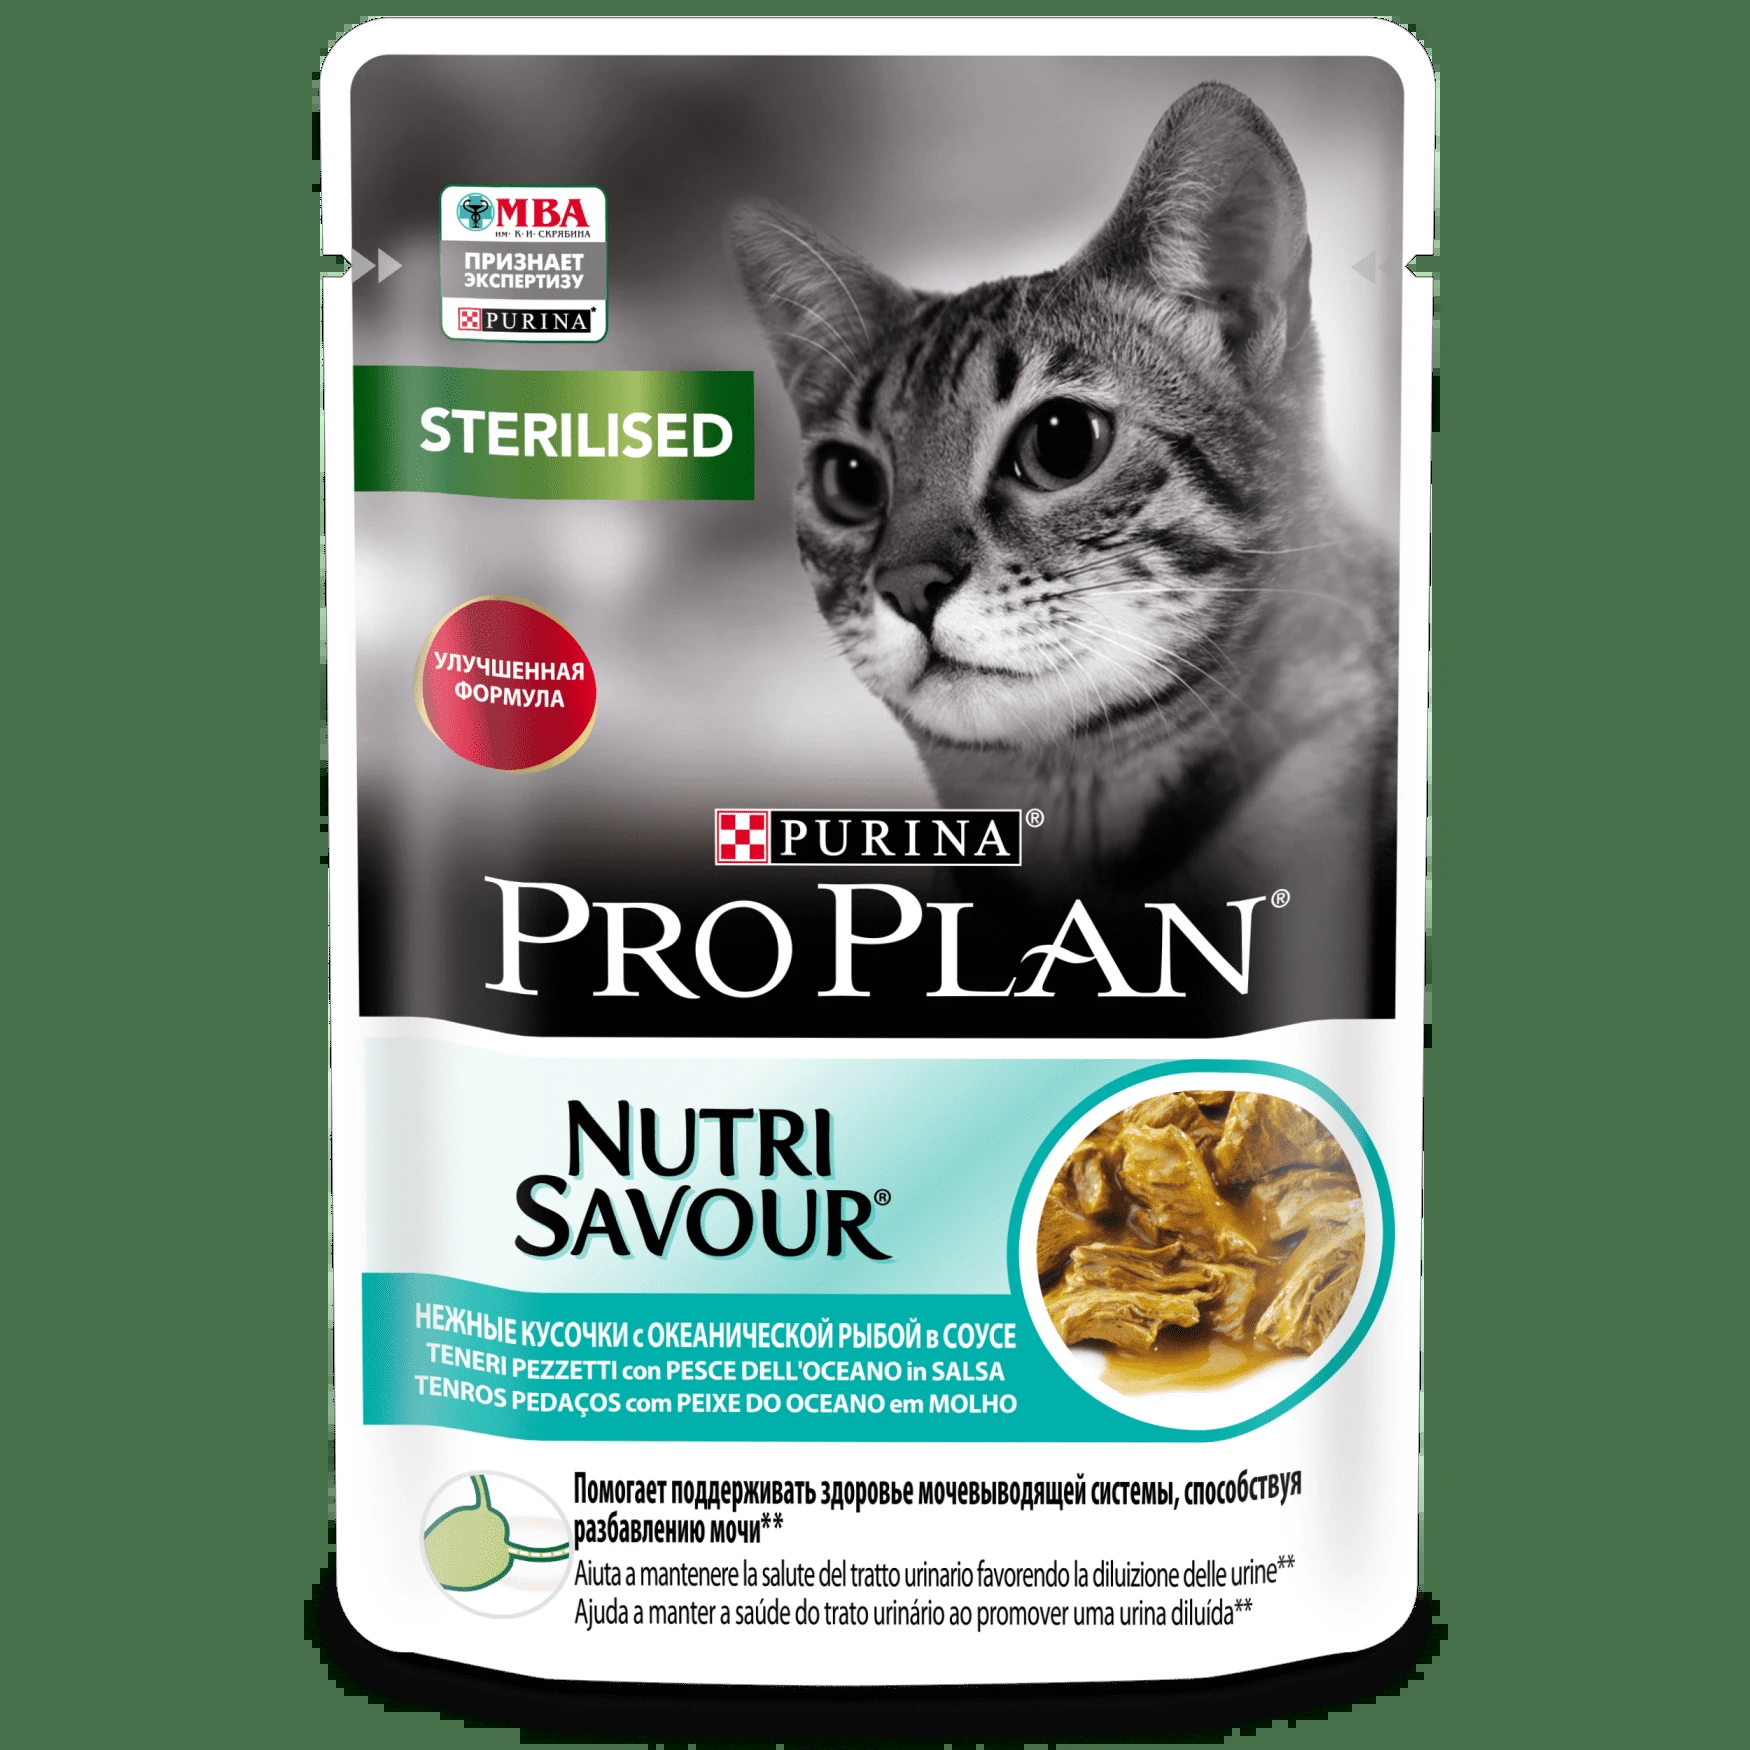 МВА
им. К. И. СКРЯБИНА
ПРИЗНАЕТ
ЭКСПЕРТИЗУ
PURINA*
STERILISED
УЛУЧШЕННАЯ
ФОРМУЛА
PURINA®
PRO PLAN®
NUTRI
SAVOUR®
НЕЖНЫЕ КУСОЧКИ с ОКЕАНИЧЕСКОЙ РЫБОЙ в СОУСЕ
TENERI PEZZETTI con PESCE DELL'OCEANO in SALSA
TENROS PEDAÇOS com PEIXE DO OCEANO em MOLHO
Помогает поддерживать здоровье мочевыводящей системы, способствуя
разбавлению мочи**
Aiuta a mantenere la salute del tratto urinario favorendo la diluizione delle urine**
Ajuda a manter a saúde do trato urinário ao promover uma urina diluída**